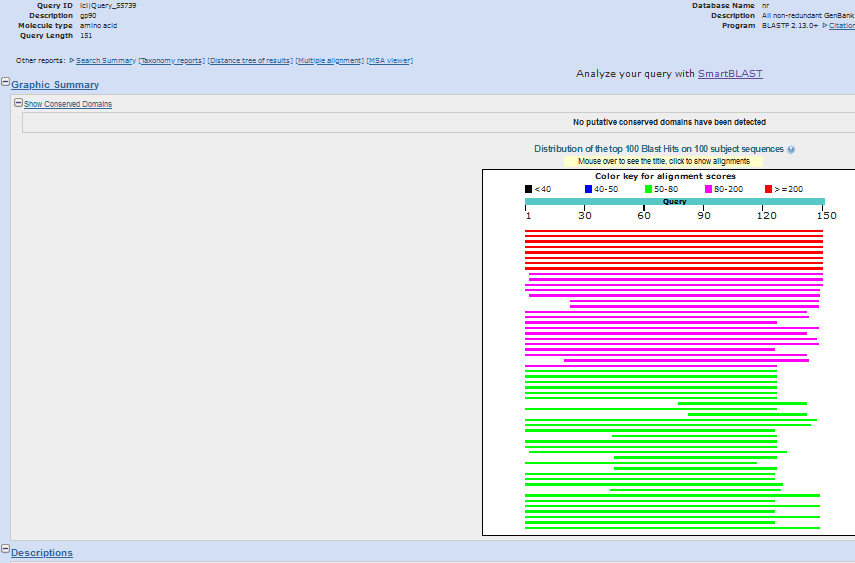 Query ID lcl|Query_55739
Description gp90
Molecule type amino acid
Query Length 151
Database Name nr
Description All non-redundant GenBank
Program BLASTP 2.13.0+ Citation
Other reports: Search Summary [Taxonomy reports] [Distance tree of results] [Multiple alignment] [MSA viewer]
Analyze your query with SmartBLAST
Graphic Summary
Show Conserved Domains
No putative conserved domains have been detected
Distribution of the top 100 Blast Hits on 100 subject sequences ?
Mouse over to see the title, click to show alignments
Color key for alignment scores
<40 40-50 50-80 80-200 >=200
Query
1 30 60 90 120 150
Descriptions